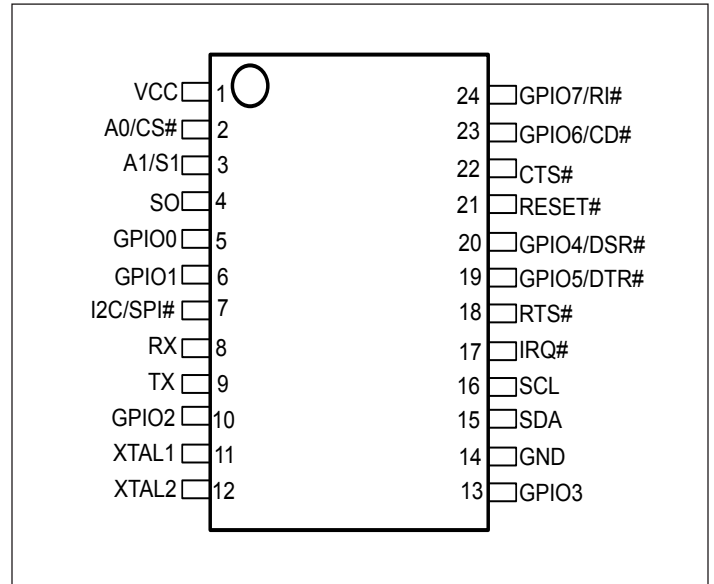 VCC 1 24 GPIO7/RI#
A0/CS# 2 23 GPIO6/CD#
A1/S1 3 22 CTS#
SO 4 21 RESET#
GPIO0 5 20 GPIO4/DSR#
GPIO1 6 19 GPIO5/DTR#
I2C/SPI# 7 18 RTS#
RX 8 17 IRQ#
TX 9 16 SCL
GPIO2 10 15 SDA
XTAL1 11 14 GND
XTAL2 12 13 GPIO3